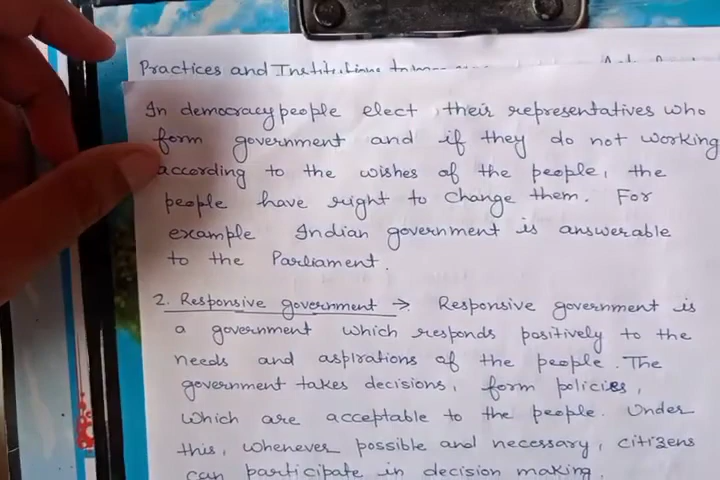 Practices and
In democracy people elect their representatives who
form government and if they do not working
according to the wishes of the people, the
people have right to change them. For
example Indian government is answerable
to the Parliament.
2. Responsive government → Responsive government is
a government which responds positively to the
needs and aspirations of the people. The
government takes decisions, form policies,
which are acceptable to the people. Under
this, whenever possible and necessary, citizens
can participate in decision making.